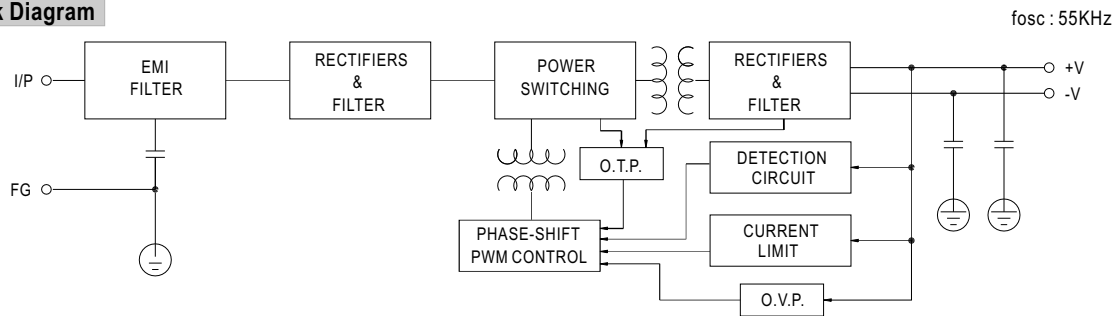 k Diagram
fosc : 55KHz
I/P
EMI
FILTER
RECTIFIERS
&
FILTER
POWER
SWITCHING
RECTIFIERS
&
FILTER
+V
-V
O.T.P.
DETECTION
CIRCUIT
FG
PHASE-SHIFT
PWM CONTROL
CURRENT
LIMIT
O.V.P.